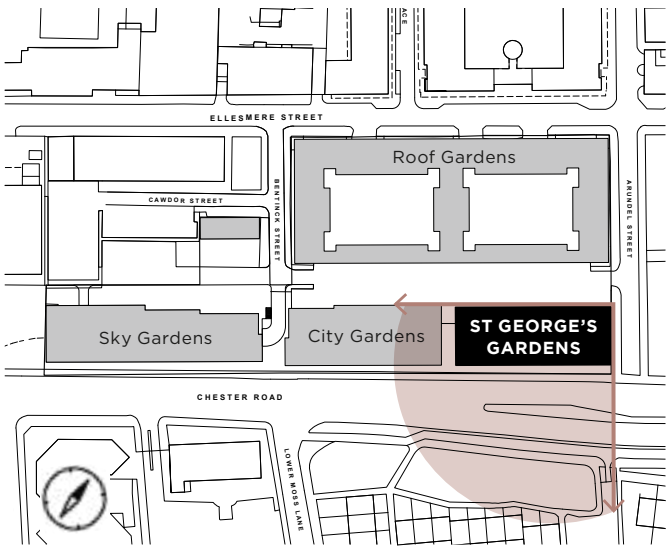 ACE
ELLESMERE STREET
Roof Gardens
CAWDOR STREET
BENTINCK STREET
ARUNDEL STREET
Sky Gardens
City Gardens
ST GEORGE'S
GARDENS
CHESTER ROAD
LOWER MOSS LANE